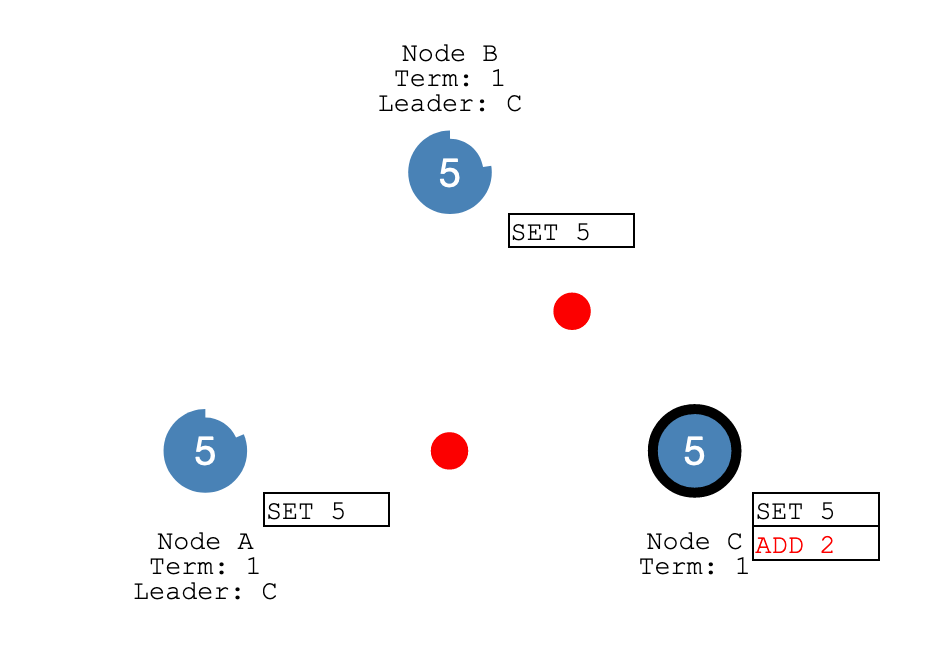 Node B
Term: 1
Leader: C
5
SET 5
5
SET 5
Node A
Term: 1
Leader: C
5
SET 5
ADD 2
Node C
Term: 1